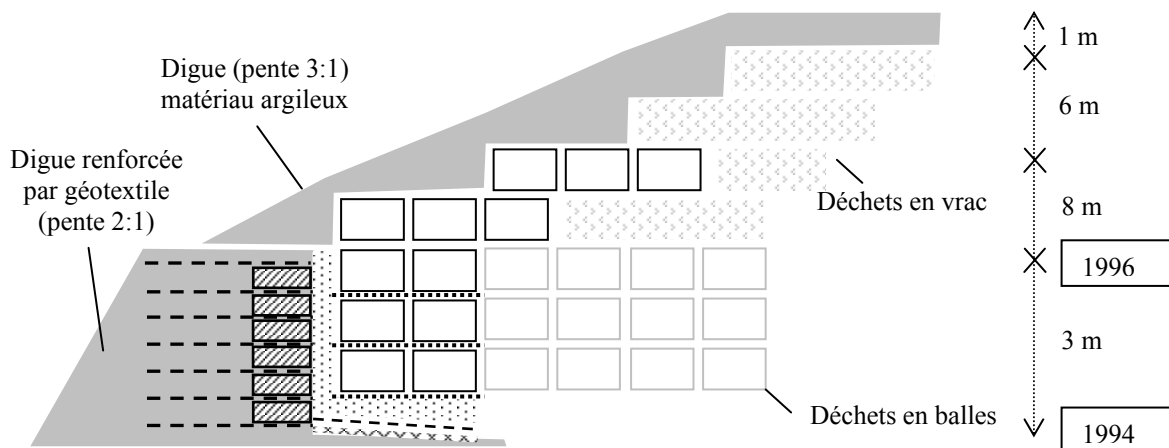 Digue (pente 3:1)
matériau argileux
Digue renforcée
par géotextile
(pente 2:1)
Déchets en vrac
Déchets en balles
1 m
6 m
8 m
1996
3 m
1994